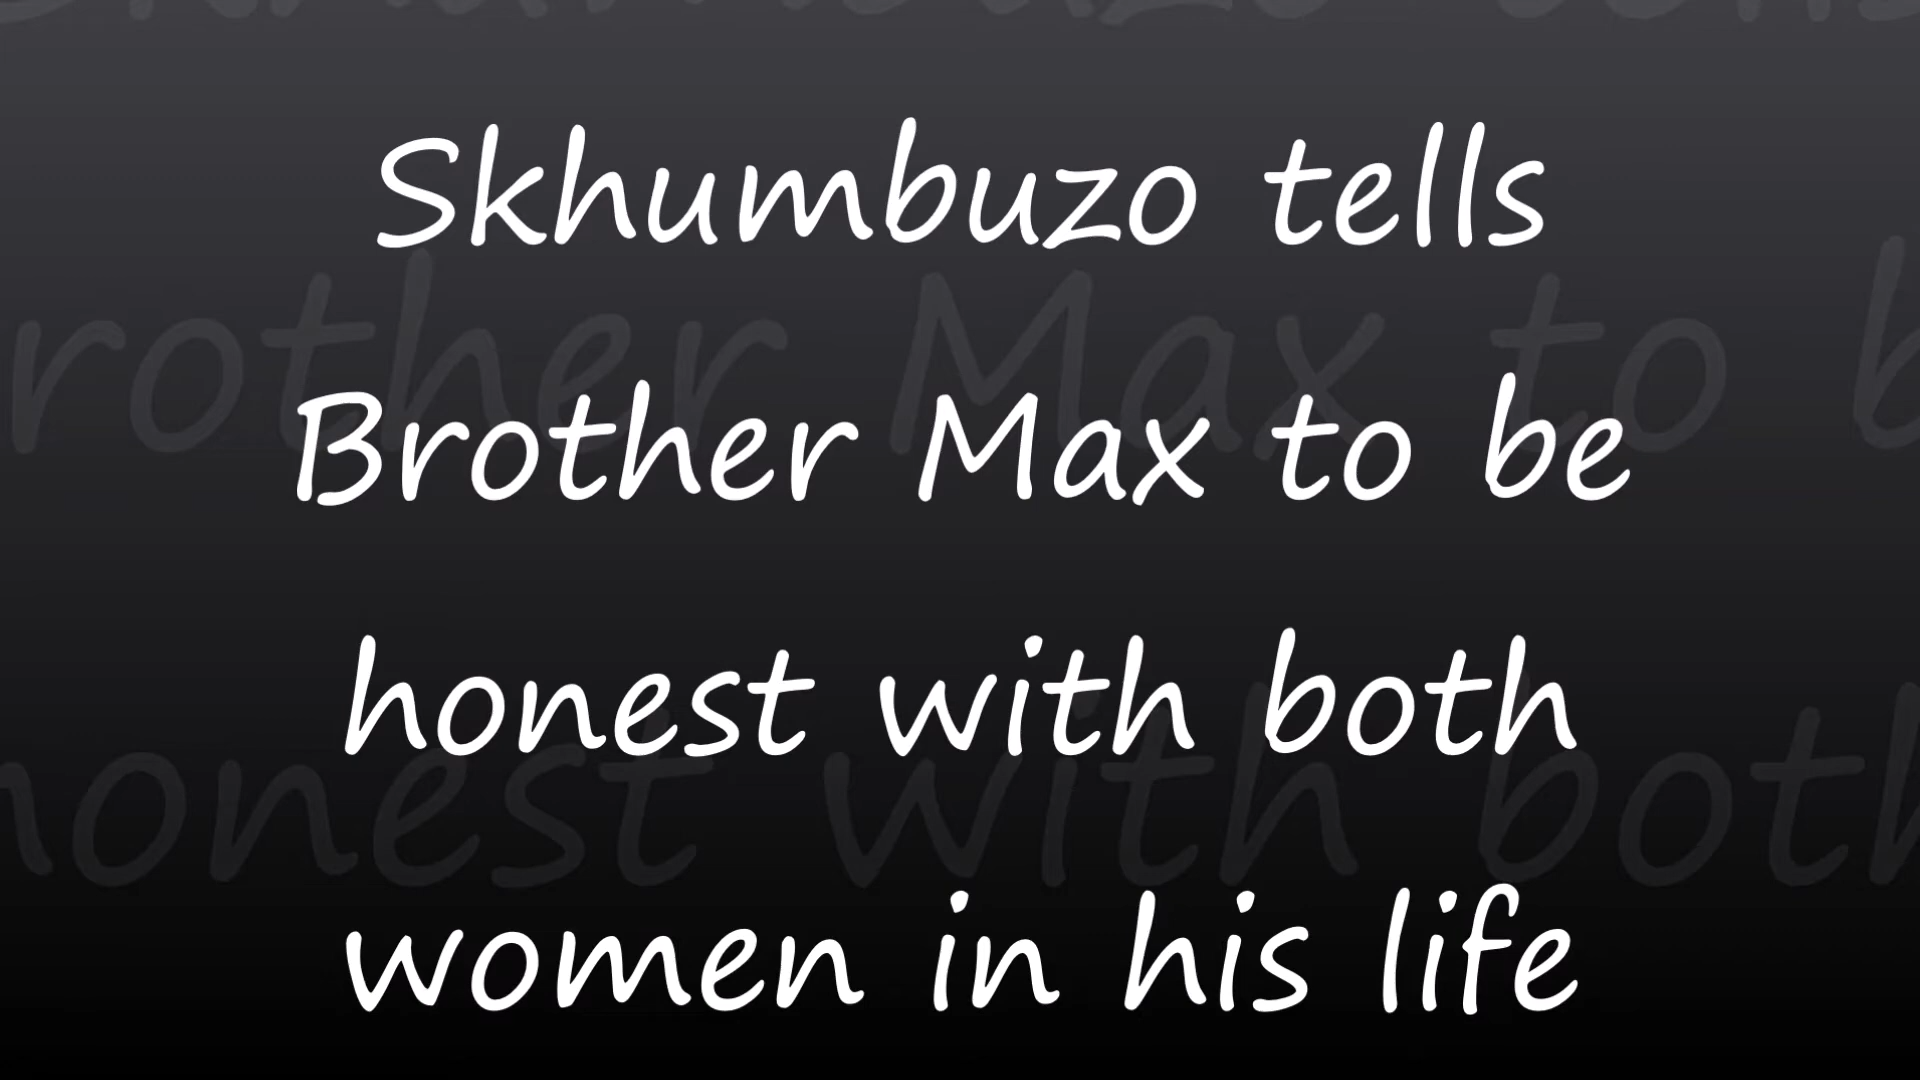 Skhumbuzo tells
Brother Max to be
honest with both
women in his life